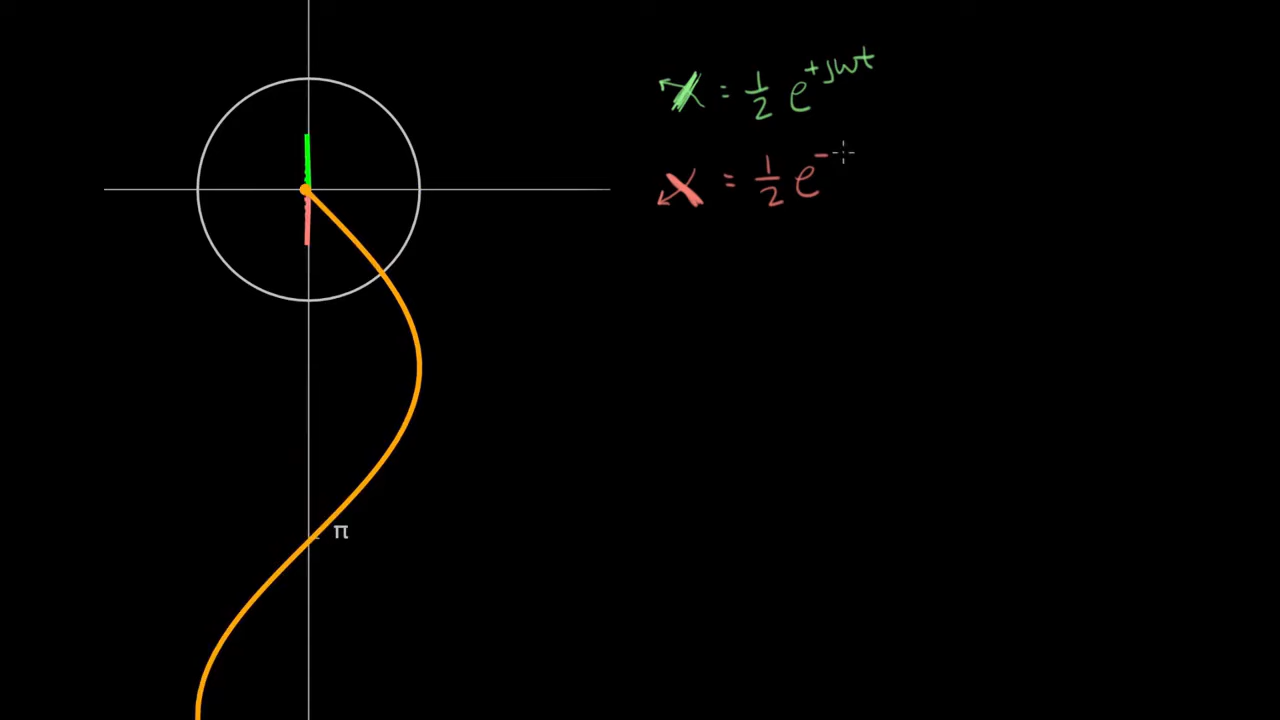 = 1/2 e^{+jωt}
= 1/2 e^{-
π